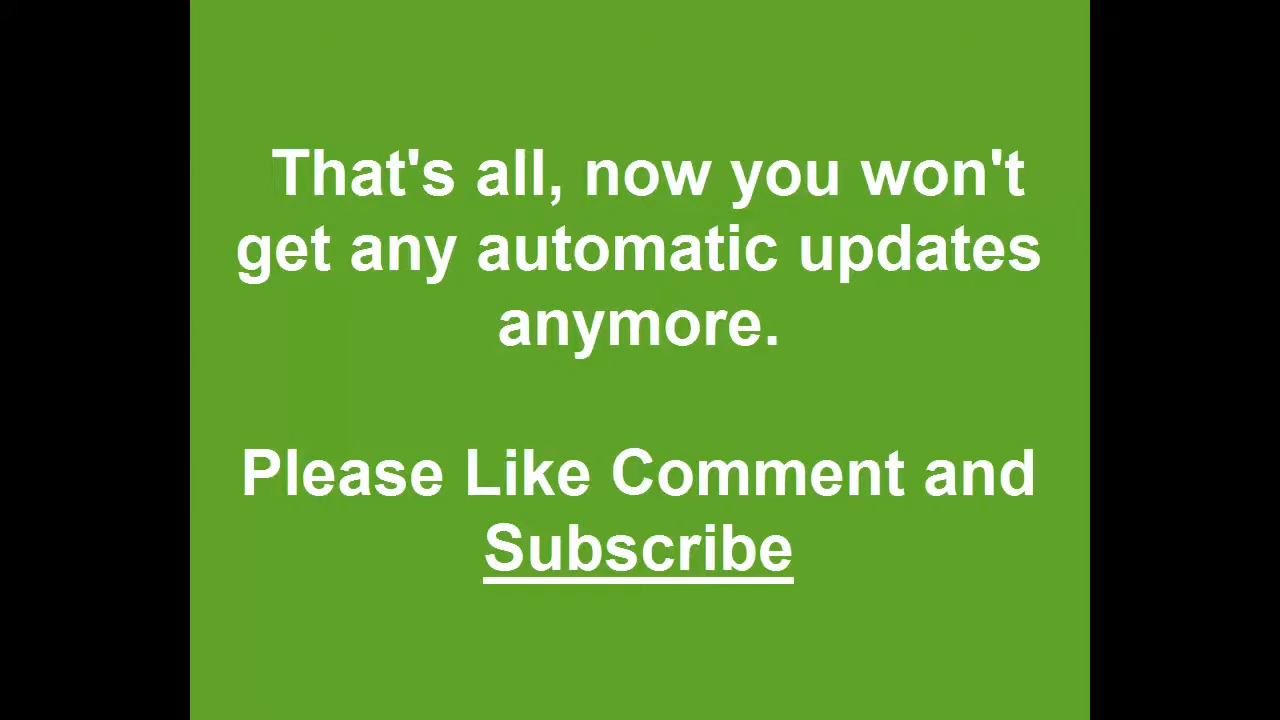 That's all, now you won't
get any automatic updates
anymore.
Please Like Comment and
Subscribe